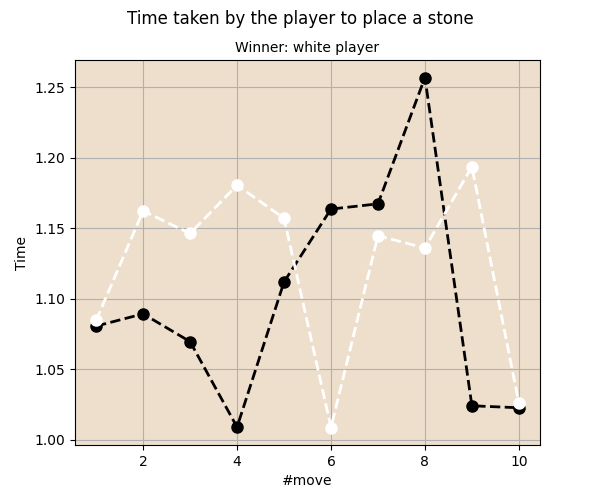 Time taken by the player to place a stone
Winner: white player
1.25
1.20
1.15
1.10
1.05
1.00
Time
2 4 6 8 10
#move